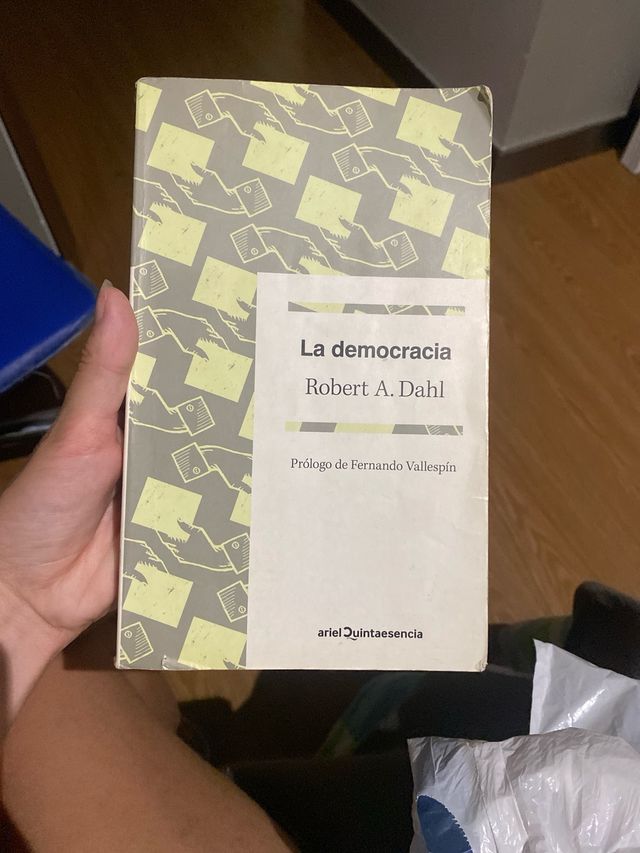 La democracia
Robert A. Dahl
Prólogo de Fernando Vallespín
arielQuintaesencia